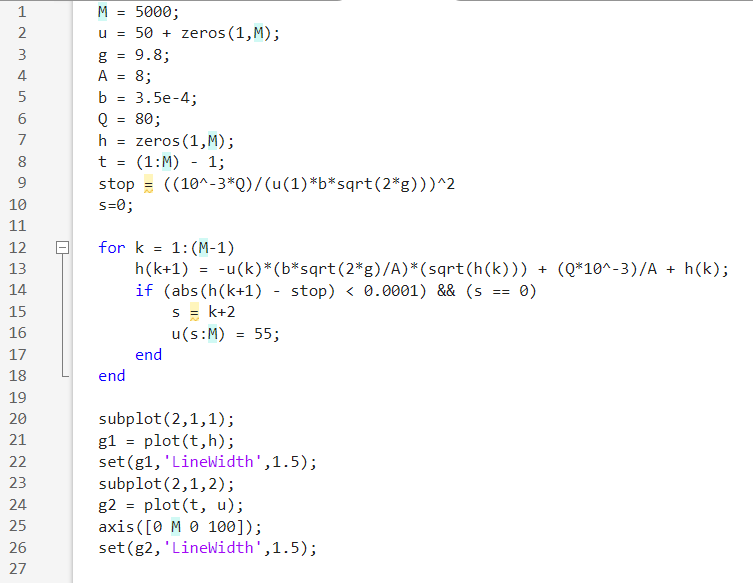 1 M = 5000;
2 u = 50 + zeros(1,M);
3 g = 9.8;
4 A = 8;
5 b = 3.5e-4;
6 Q = 80;
7 h = zeros(1,M);
8 t = (1:M) - 1;
9 stop = ((10^-3*Q)/(u(1)*b*sqrt(2*g)))^2
10 s=0;
11
12 for k = 1:(M-1)
13 h(k+1) = -u(k)*(b*sqrt(2*g)/A)*(sqrt(h(k))) + (Q*10^-3)/A + h(k);
14 if (abs(h(k+1) - stop) < 0.0001) && (s == 0)
15 s = k+2
16 u(s:M) = 55;
17 end
18 end
19
20 subplot(2,1,1);
21 g1 = plot(t,h);
22 set(g1,'LineWidth',1.5);
23 subplot(2,1,2);
24 g2 = plot(t, u);
25 axis([0 M 0 100]);
26 set(g2,'LineWidth',1.5);
27